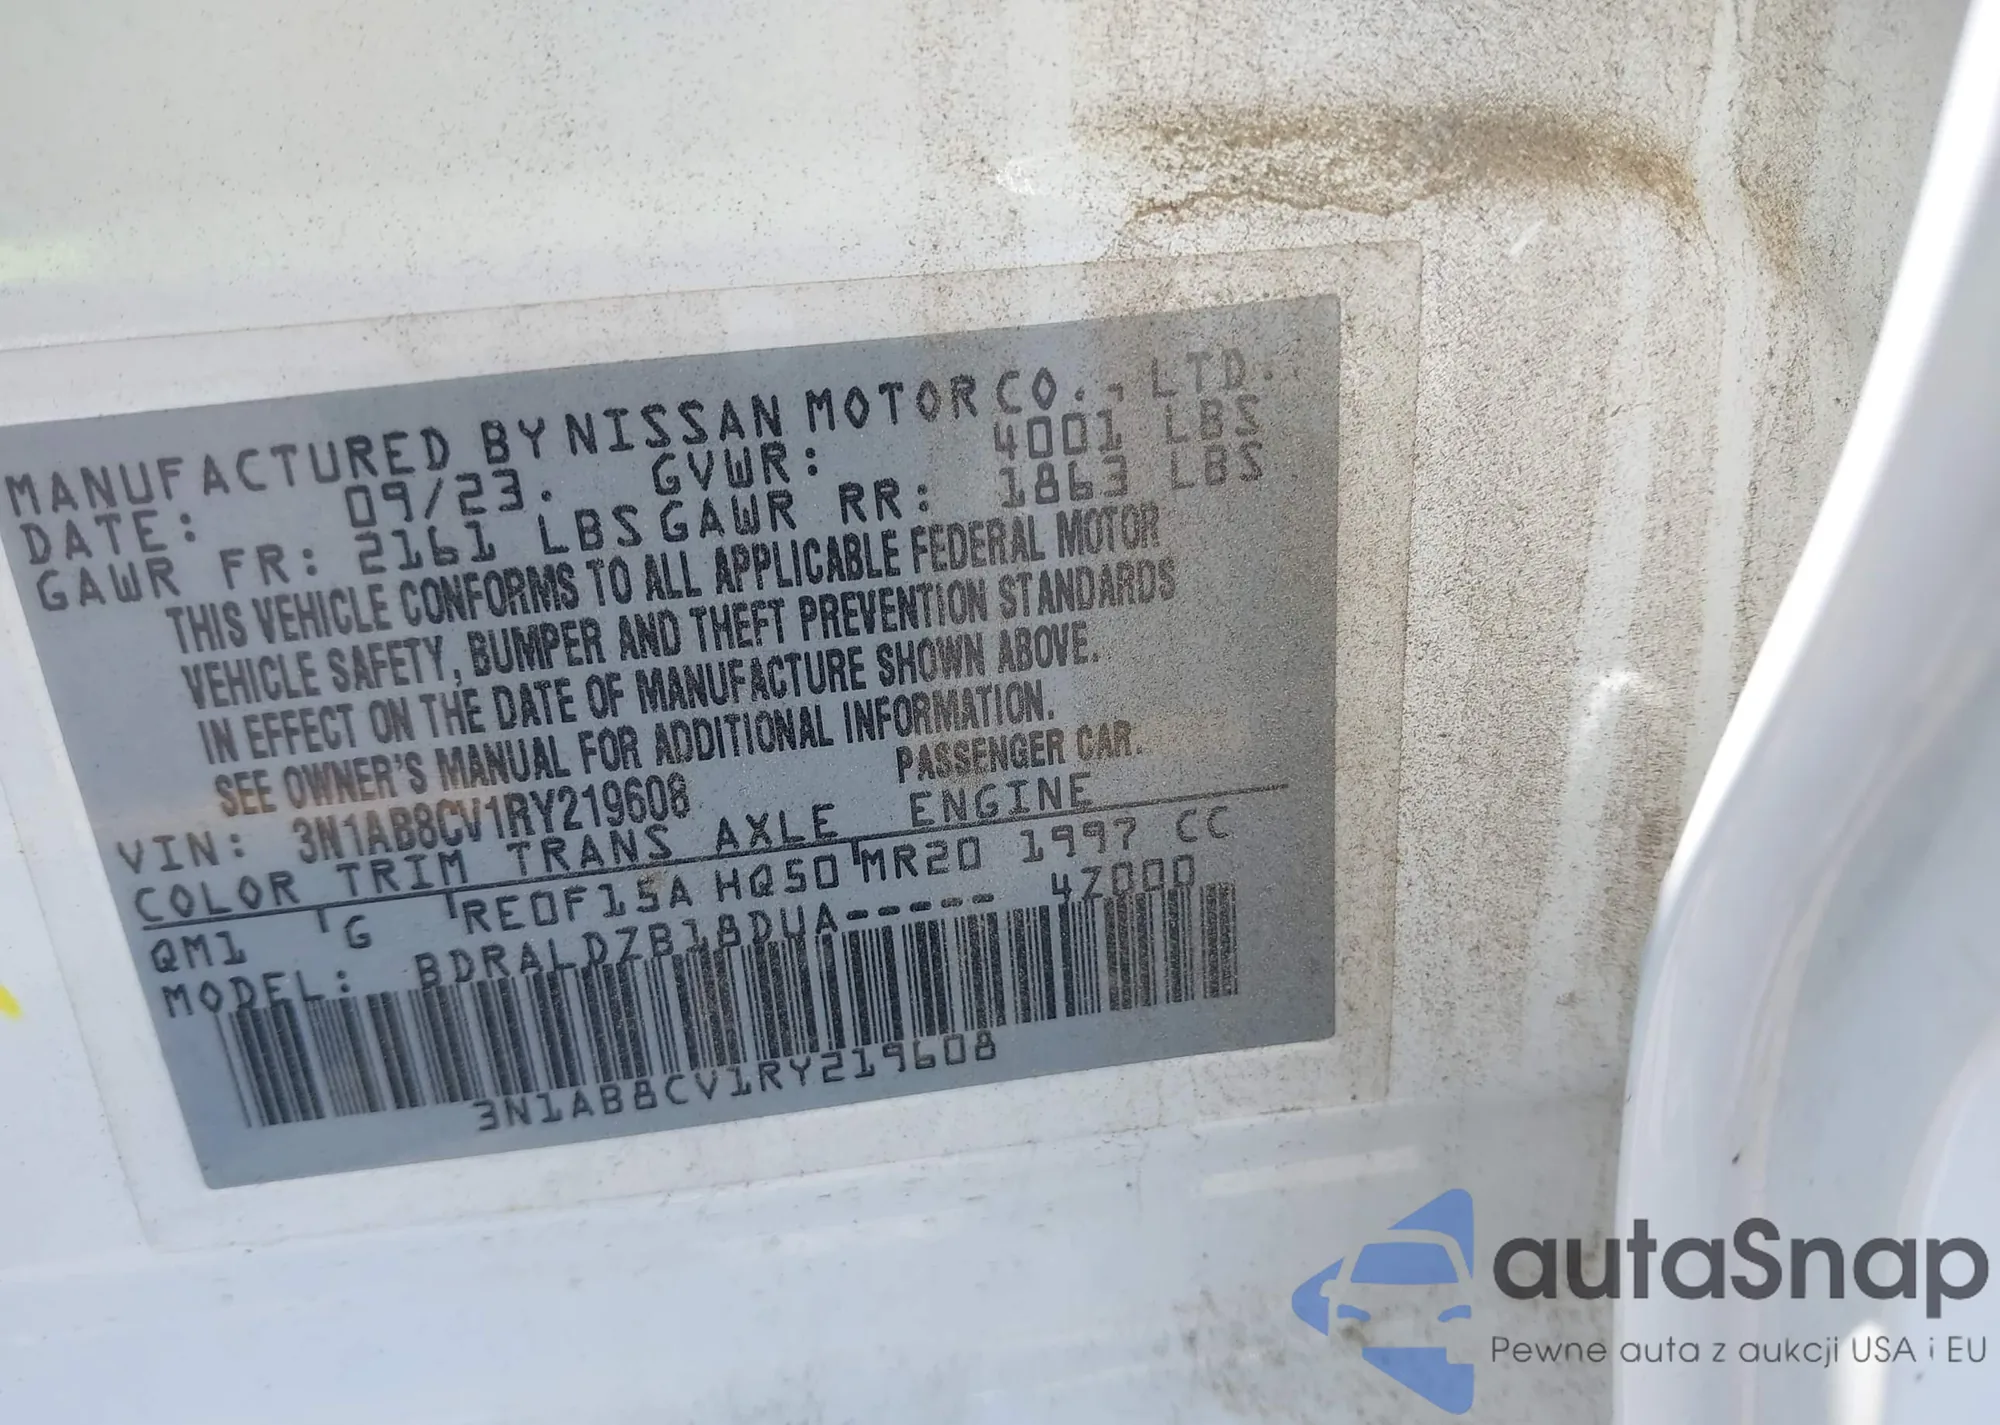 MANUFACTURED BY NISSAN MOTOR CO., LTD.
DATE: 09/23. GVWR: 4001 LBS
GAWR FR: 2161 LBS GAWR RR: 1863 LBS
THIS VEHICLE CONFORMS TO ALL APPLICABLE FEDERAL MOTOR
VEHICLE SAFETY, BUMPER AND THEFT PREVENTION STANDARDS
IN EFFECT ON THE DATE OF MANUFACTURE SHOWN ABOVE.
SEE OWNER'S MANUAL FOR ADDITIONAL INFORMATION.
VIN: 3N1AB8CV1RY219608 PASSENGER CAR.
COLOR TRIM TRANS AXLE ENGINE
QM1 G RE0F15A HQ50 MR20 1997 CC
MODEL: BDRALDZB18DUA----- 4Z000
3N1AB8CV1RY219608
autaSnap
Pewne auta z aukcji USA i EU